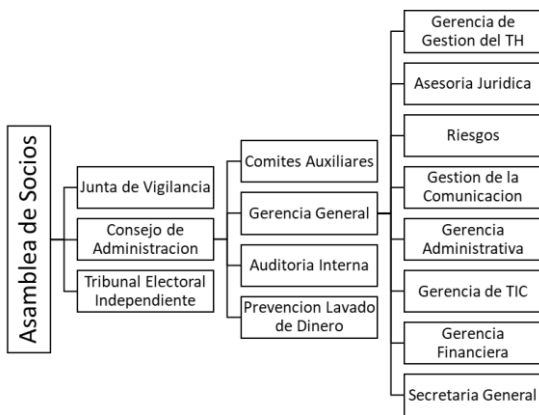 Asamblea de Socios
Junta de Vigilancia
Consejo de
Administracion
Tribunal Electoral
Independiente
Comites Auxiliares
Gerencia General
Auditoria Interna
Prevencion Lavado
de Dinero
Gerencia de
Gestion del TH
Asesoria Juridica
Riesgos
Gestion de la
Comunicacion
Gerencia
Administrativa
Gerencia de TIC
Gerencia
Financiera
Secretaria General